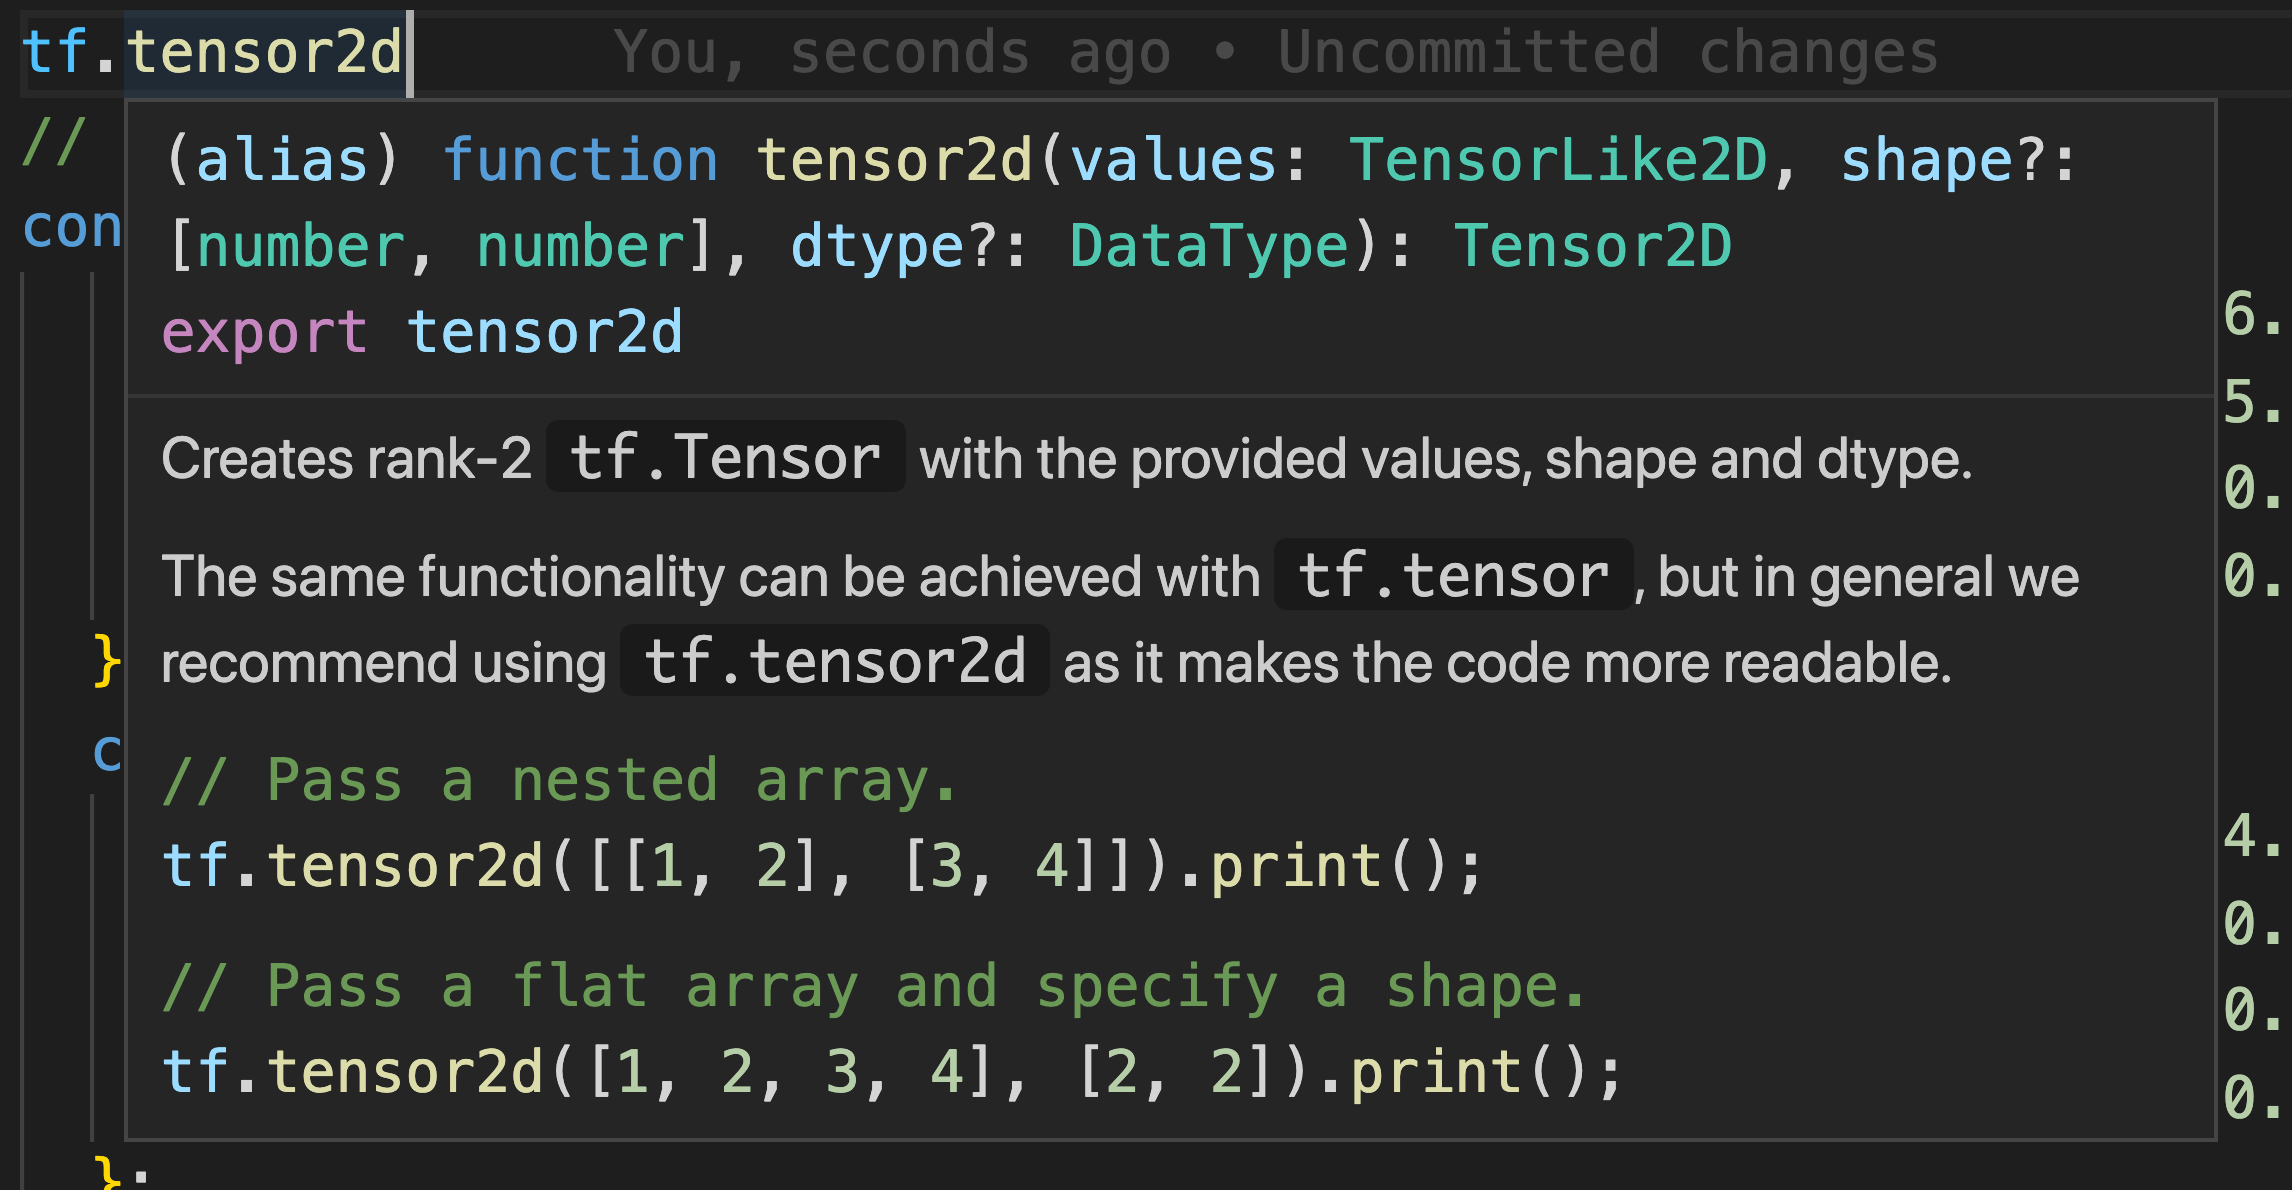 tf.tensor2d You, seconds ago • Uncommitted changes
//
con
(alias) function tensor2d(values: TensorLike2D, shape?:
[number, number], dtype?: DataType): Tensor2D
export tensor2d
6.
5.
0.
0.
Creates rank-2 tf.Tensor with the provided values, shape and dtype.
The same functionality can be achieved with tf.tensor, but in general we
recommend using tf.tensor2d as it makes the code more readable.
}
c
// Pass a nested array.
tf.tensor2d([[1, 2], [3, 4]]).print();
// Pass a flat array and specify a shape.
tf.tensor2d([1, 2, 3, 4], [2, 2]).print();
4.
0.
0.
0.
}